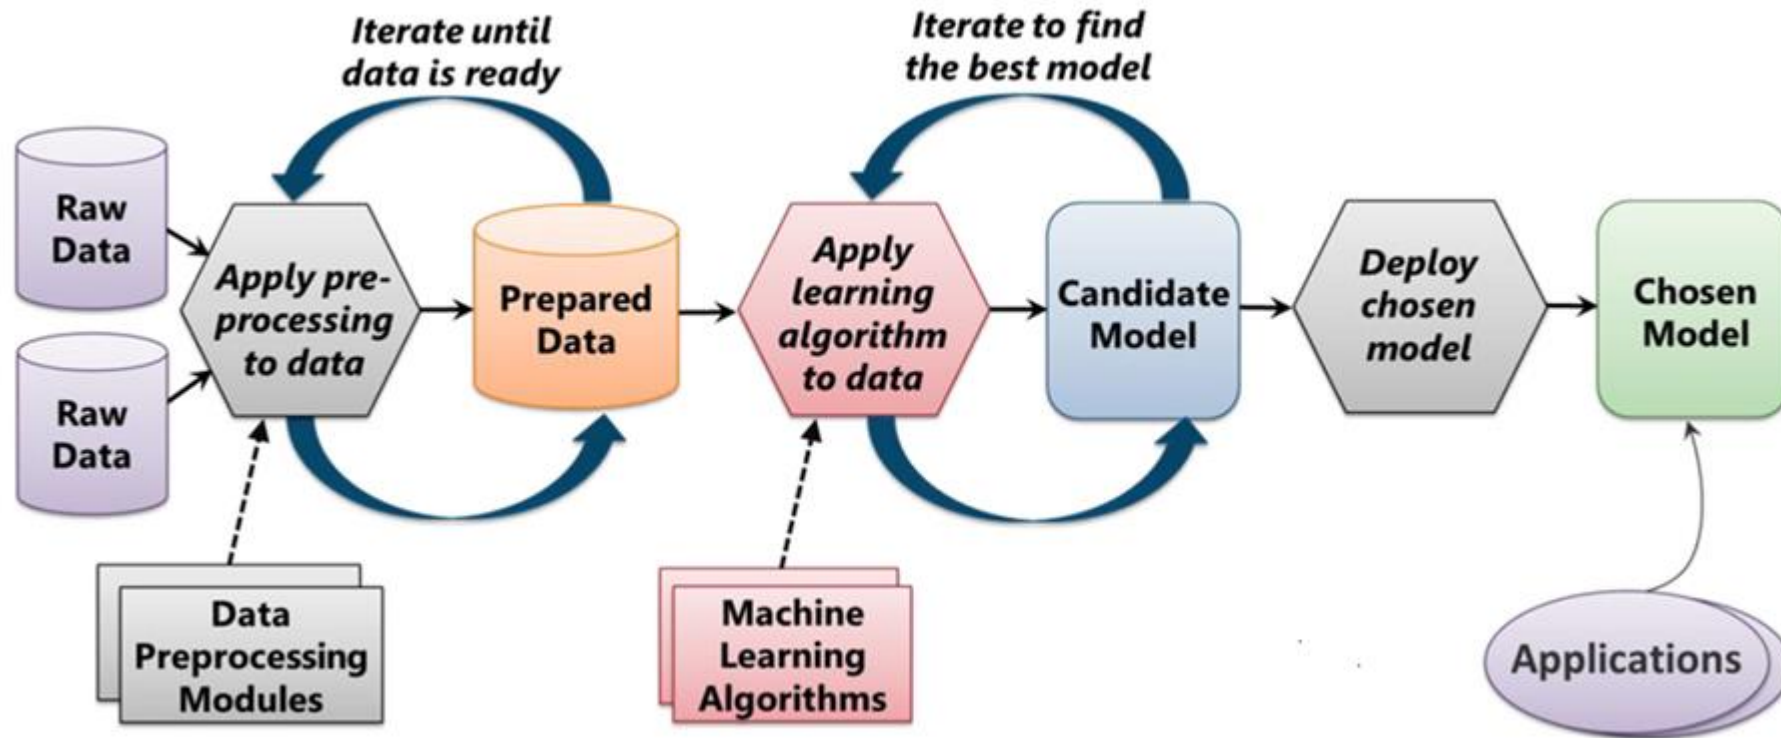 Iterate until
data is ready
Iterate to find
the best model
Raw
Data
Raw
Data
Apply pre-
processing
to data
Prepared
Data
Apply
learning
algorithm
to data
Candidate
Model
Deploy
chosen
model
Chosen
Model
Data
Preprocessing
Modules
Machine
Learning
Algorithms
Applications